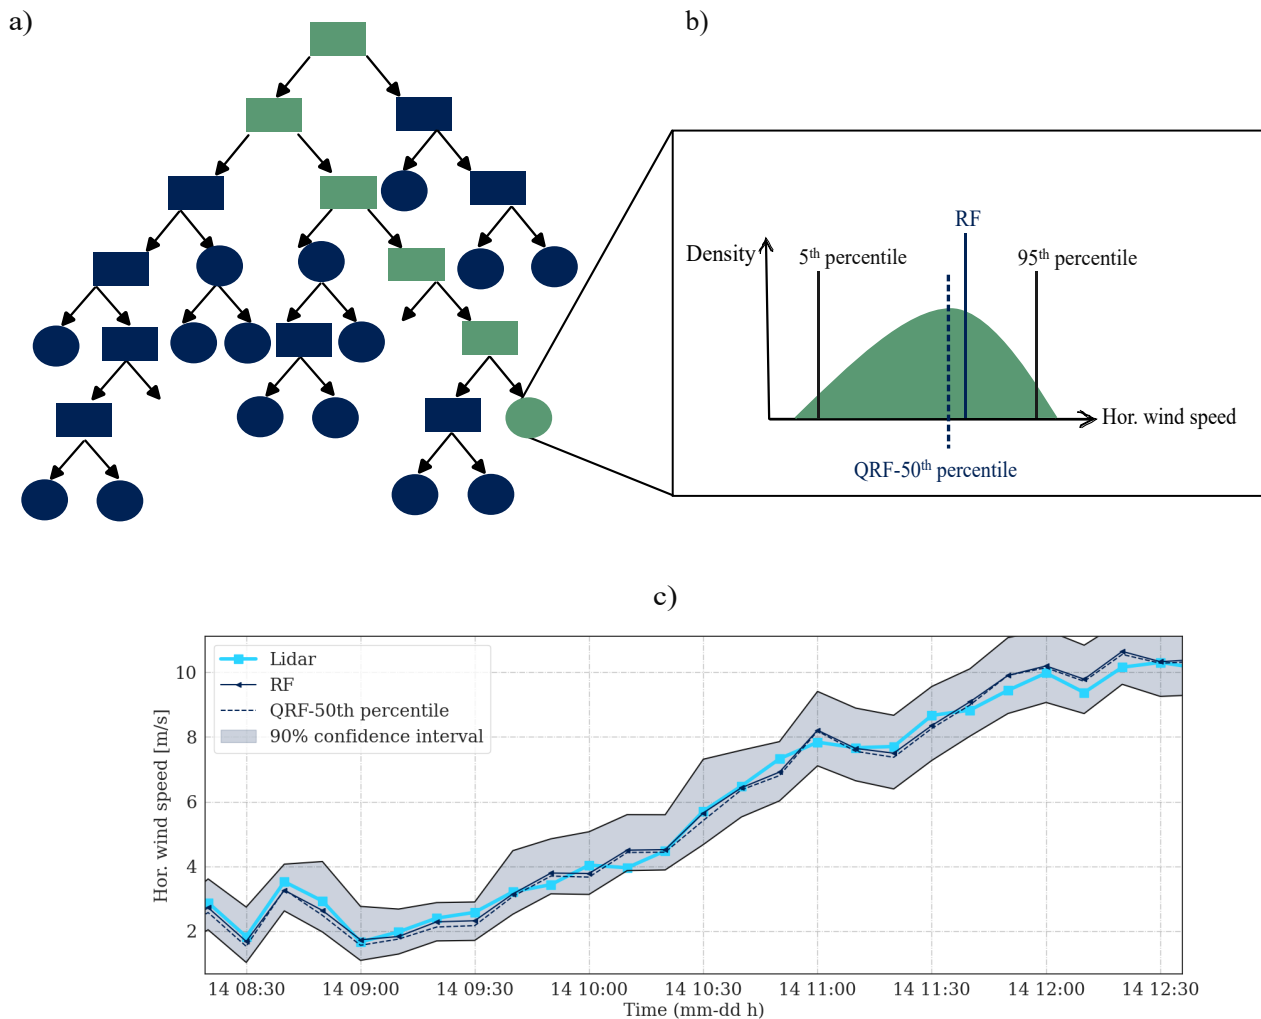 a)
b)
RF
Density
5th percentile
95th percentile
Hor. wind speed
QRF-50th percentile
c)
Lidar
RF
QRF-50th percentile
90% confidence interval
Hor. wind speed [m/s]
10
8
6
4
2
14 08:30 14 09:00 14 09:30 14 10:00 14 10:30 14 11:00 14 11:30 14 12:00 14 12:30
Time (mm-dd h)